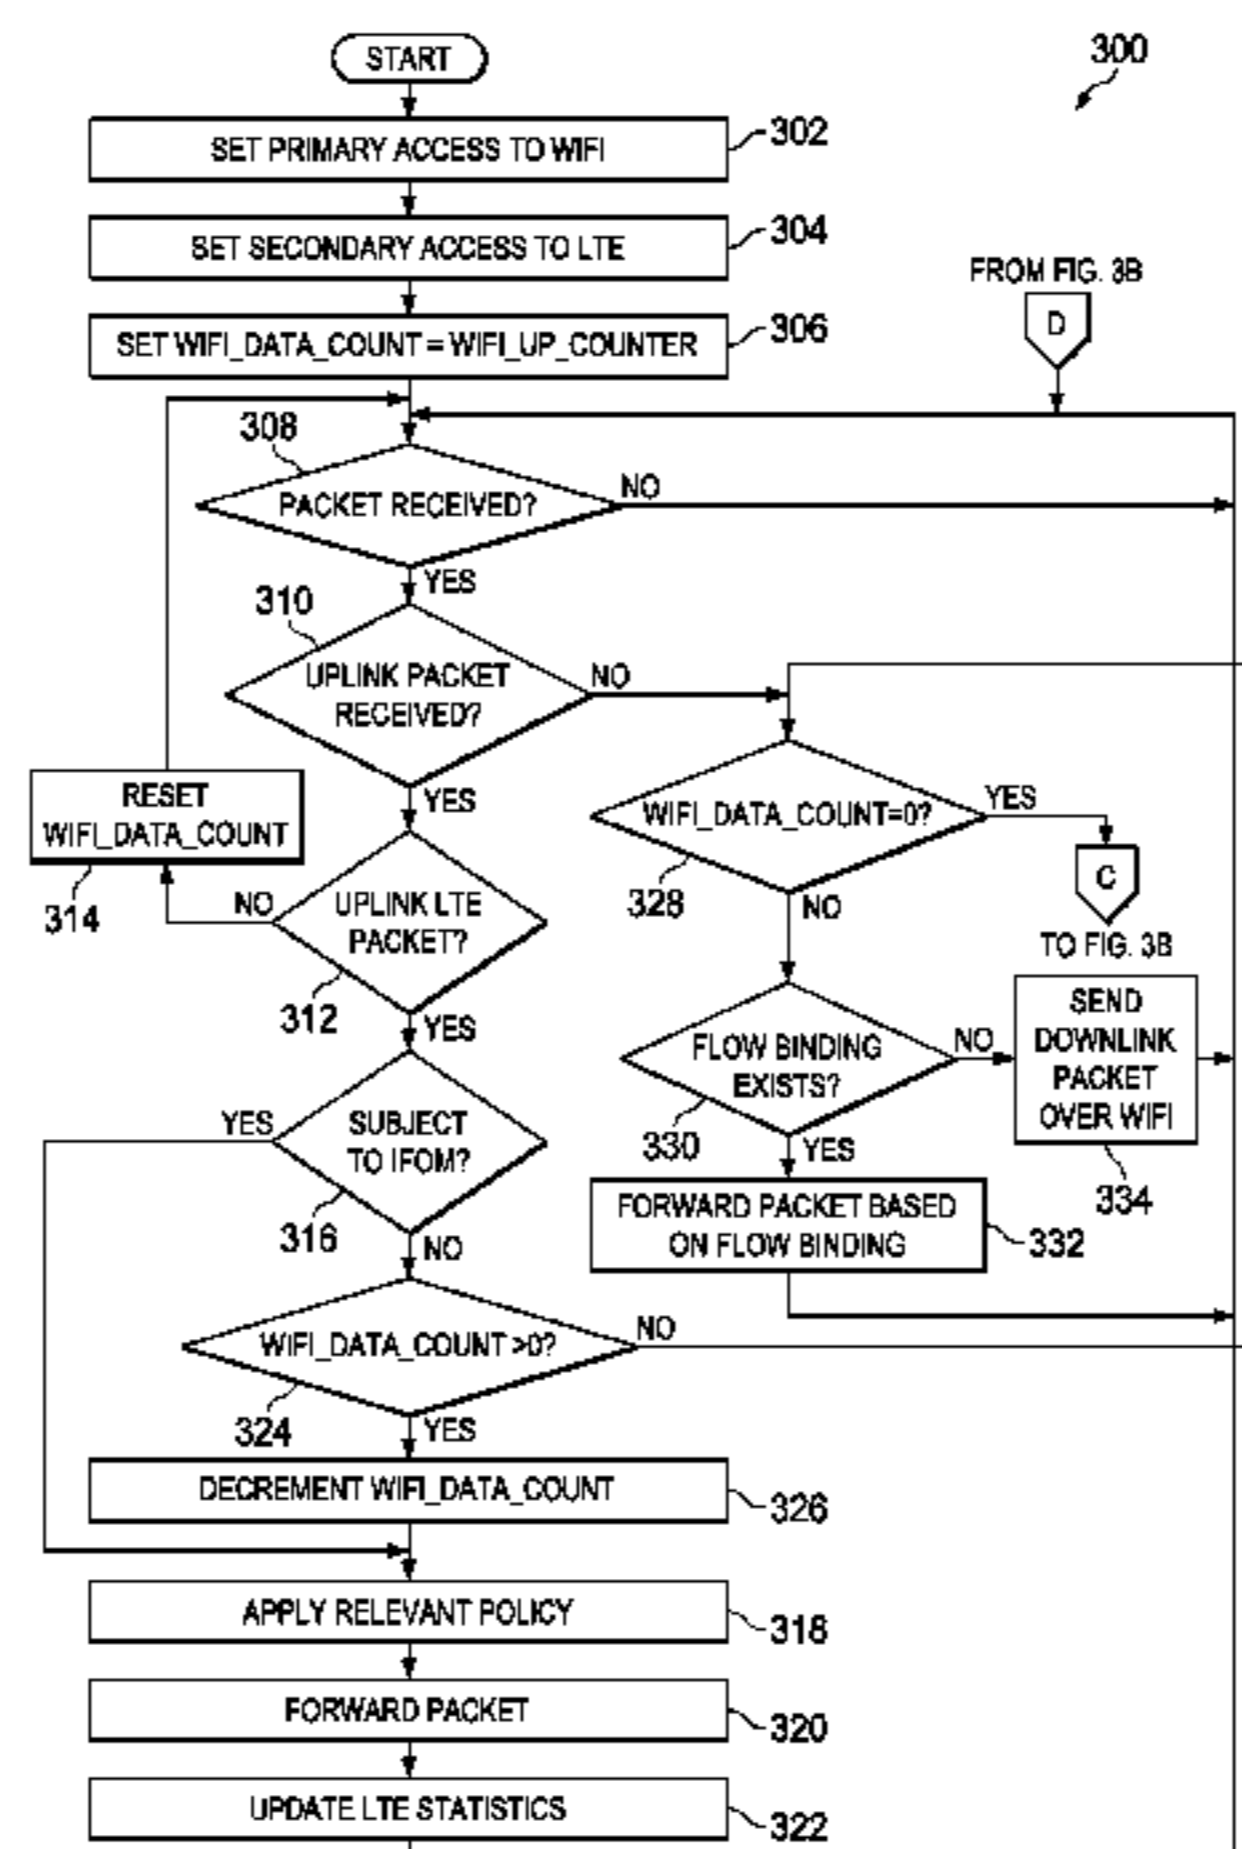 START
300
SET PRIMARY ACCESS TO WIFI
302
SET SECONDARY ACCESS TO LTE
304
FROM FIG. 3B
D
SET WIFI_DATA_COUNT = WIFI_UP_COUNTER
306
308
PACKET RECEIVED?
NO
YES
310
UPLINK PACKET
RECEIVED?
NO
YES
RESET
WIFI_DATA_COUNT
314
WIFI_DATA_COUNT=0?
YES
328
NO
C
TO FIG. 3B
UPLINK LTE
PACKET?
NO
312
YES
FLOW BINDING
EXISTS?
NO
330
YES
SEND
DOWNLINK
PACKET
OVER WIFI
334
SUBJECT
TO IFOM?
YES
316
NO
FORWARD PACKET BASED
ON FLOW BINDING
332
WIFI_DATA_COUNT >0?
NO
324
YES
DECREMENT WIFI_DATA_COUNT
326
APPLY RELEVANT POLICY
318
FORWARD PACKET
320
UPDATE LTE STATISTICS
322